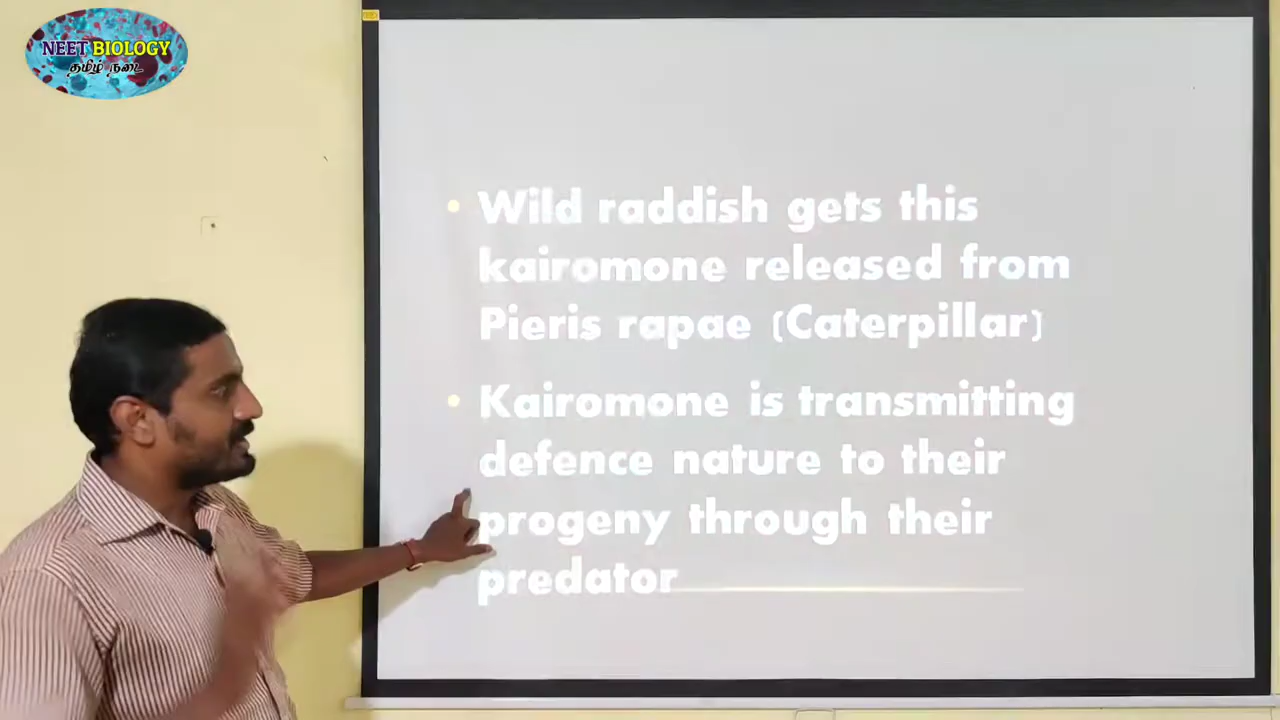 NEET BIOLOGY
தமிழ் நடை
• Wild raddish gets this
kairomone released from
Pieris rapae (Caterpillar)
• Kairomone is transmitting
defence nature to their
progeny through their
predator